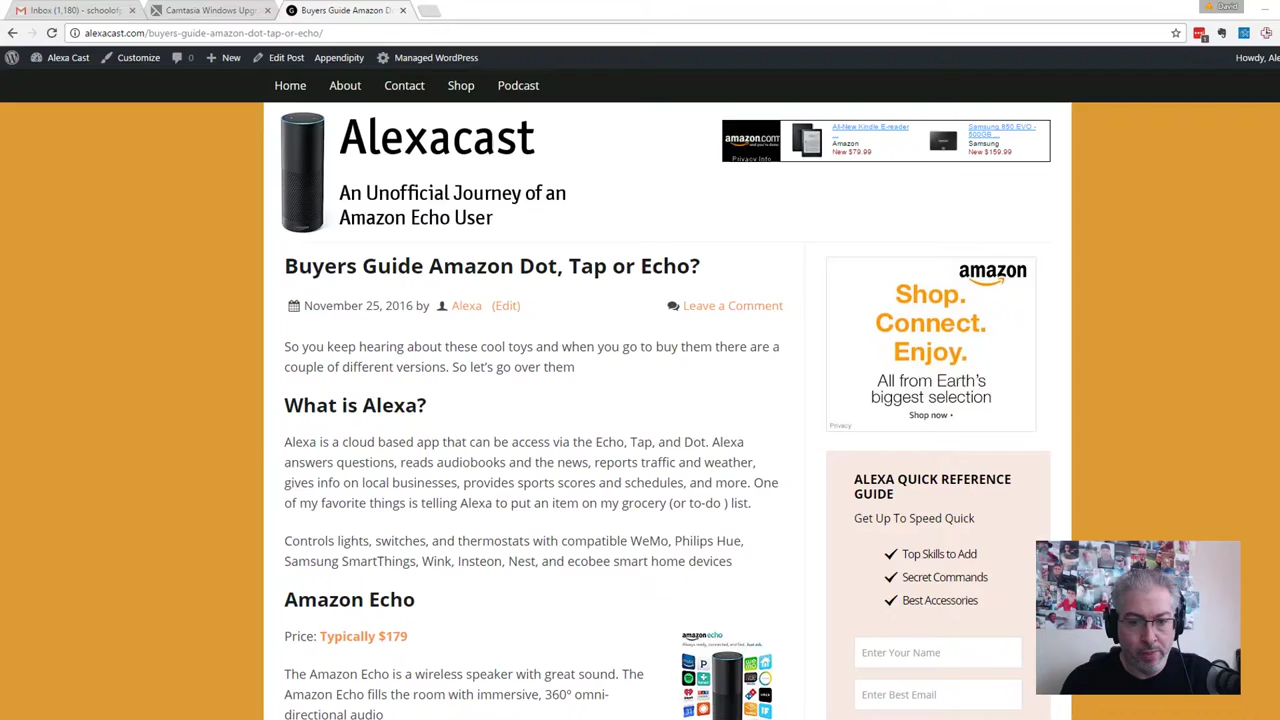 Inbox (1,180) - schoolofp
Camtasia Windows Upg
Buyers Guide Amazon D
David
alexacast.com/buyers-guide-amazon-dot-tap-or-echo/
Alexa Cast
Customize
0
New
Edit Post
Appendipity
Managed WordPress
Howdy, Ale
Home
About
Contact
Shop
Podcast
Alexacast
An Unofficial Journey of an
Amazon Echo User
amazon.com
Privacy Info
All-New Kindle E-reader
...
Amazon
New $79.99
Samsung 850 EVO -
500GB ...
Samsung
New $159.99
Buyers Guide Amazon Dot, Tap or Echo?
November 25, 2016 by Alexa (Edit)
Leave a Comment
So you keep hearing about these cool toys and when you go to buy them there are a
couple of different versions. So let's go over them
What is Alexa?
Alexa is a cloud based app that can be access via the Echo, Tap, and Dot. Alexa
answers questions, reads audiobooks and the news, reports traffic and weather,
gives info on local businesses, provides sports scores and schedules, and more. One
of my favorite things is telling Alexa to put an item on my grocery (or to-do ) list.
Controls lights, switches, and thermostats with compatible WeMo, Philips Hue,
Samsung SmartThings, Wink, Insteon, Nest, and ecobee smart home devices
Amazon Echo
Price: Typically $179
The Amazon Echo is a wireless speaker with great sound. The
Amazon Echo fills the room with immersive, 360° omni-
directional audio
amazon echo
amazon
Shop.
Connect.
Enjoy.
All from Earth's
biggest selection
Shop now
Privacy
ALEXA QUICK REFERENCE
GUIDE
Get Up To Speed Quick
Top Skills to Add
Secret Commands
Best Accessories
Enter Your Name
Enter Best Email